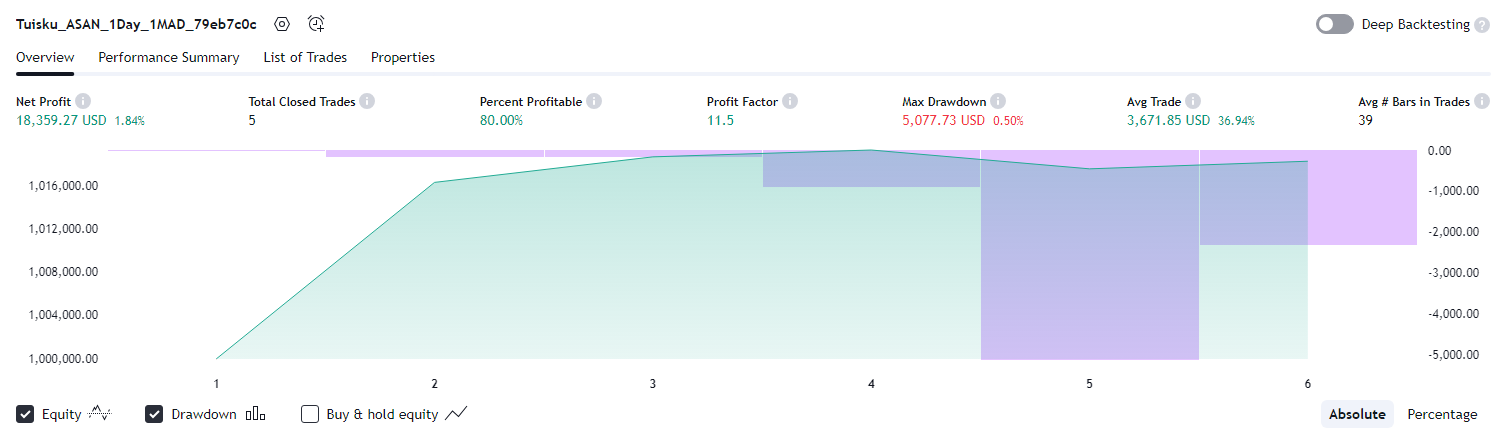 Tuisku_ASAN_1Day_1MAD_79eb7c0c Deep Backtesting ?
Overview Performance Summary List of Trades Properties
Net Profit i Total Closed Trades i Percent Profitable i Profit Factor i Max Drawdown i Avg Trade i Avg # Bars in Trades i
18,359.27 USD 1.84% 5 80.00% 11.5 5,077.73 USD 0.50% 3,671.85 USD 36.94% 39
0.00
1,016,000.00 -1,000.00
1,012,000.00 -2,000.00
1,008,000.00 -3,000.00
1,004,000.00 -4,000.00
1,000,000.00 -5,000.00
1 2 3 4 5 6
Equity Drawdown Buy & hold equity Absolute Percentage